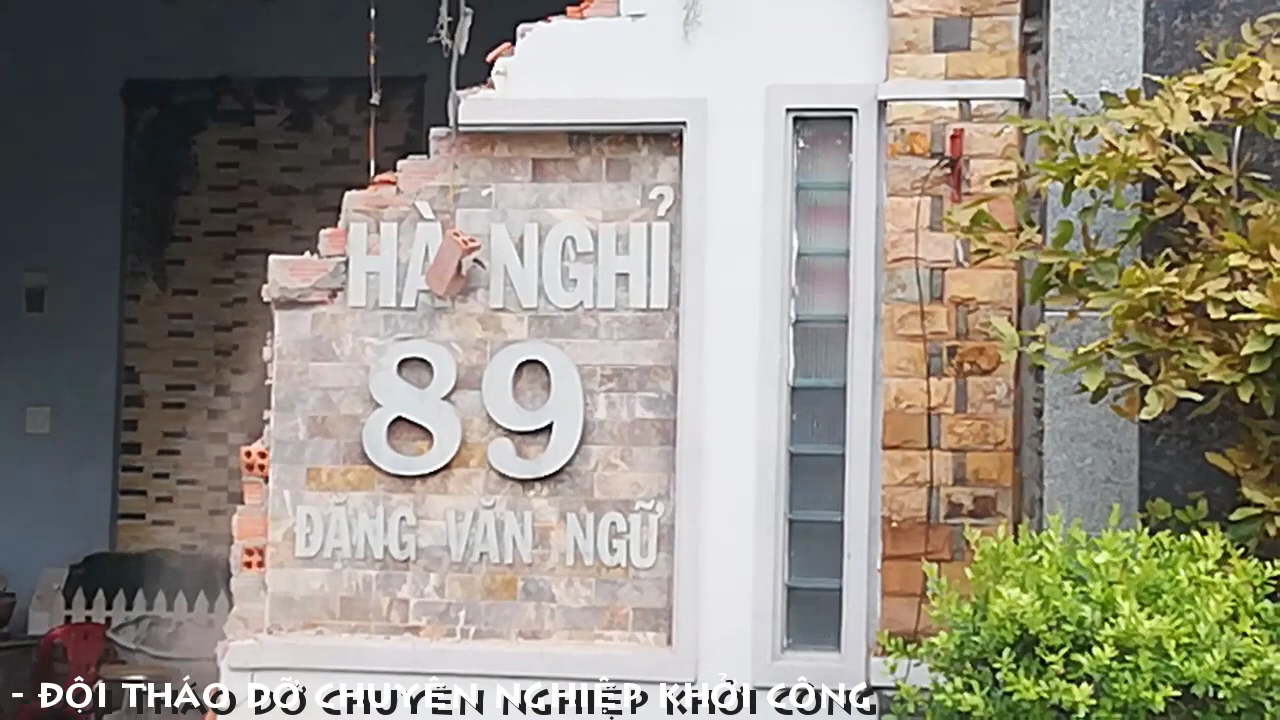 HÀ NGHỈ
89
ĐẶNG VĂN NGỮ
- ĐỘI THÁO DỠ CHUYÊN NGHIỆP KHỞI CÔNG